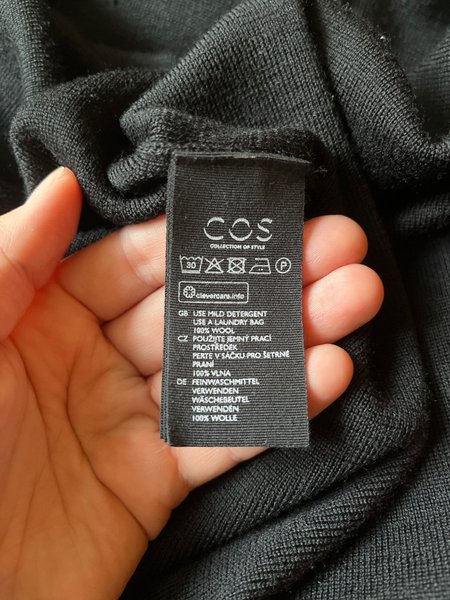 COS
COLLECTION OF STYLE
30 P
clevercare.info
GB USE MILD DETERGENT
USE A LAUNDRY BAG
100% WOOL
CZ POUŽIJTE JEMNÝ PRACÍ
PROSTŘEDEK
PERTE V SÁČKU PRO ŠETRNÉ
PRANÍ
100% VLNA
DE FEINWASCHMITTEL
VERWENDEN
WÄSCHEBEUTEL
VERWENDEN
100% WOLLE